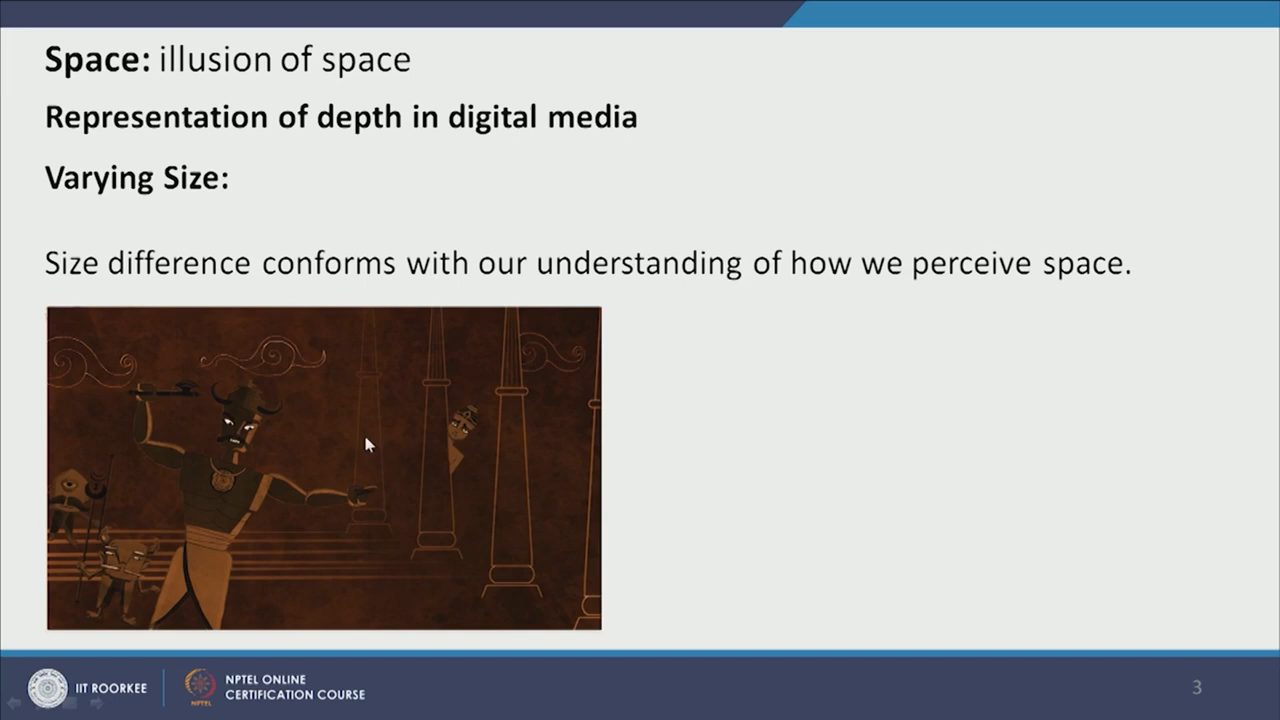 Space: illusion of space
Representation of depth in digital media
Varying Size:
Size difference conforms with our understanding of how we perceive space.
IIT ROORKEE
NPTEL
NPTEL ONLINE
CERTIFICATION COURSE
3